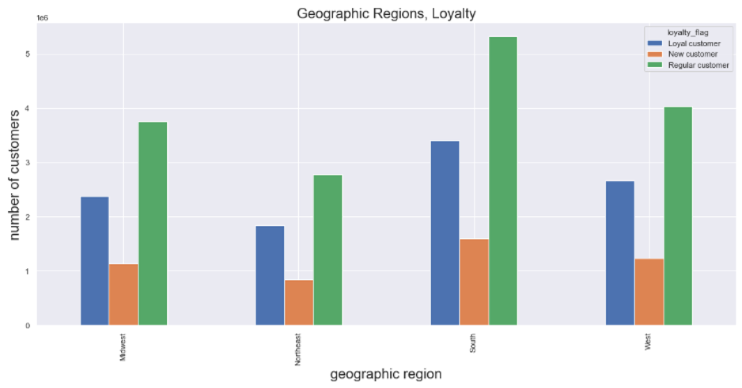 Geographic Regions, Loyalty
1e6
loyalty_flag
Loyal customer
New customer
Regular customer
5
4
3
2
1
0
number of customers
Midwest
Northeast
South
West
geographic region